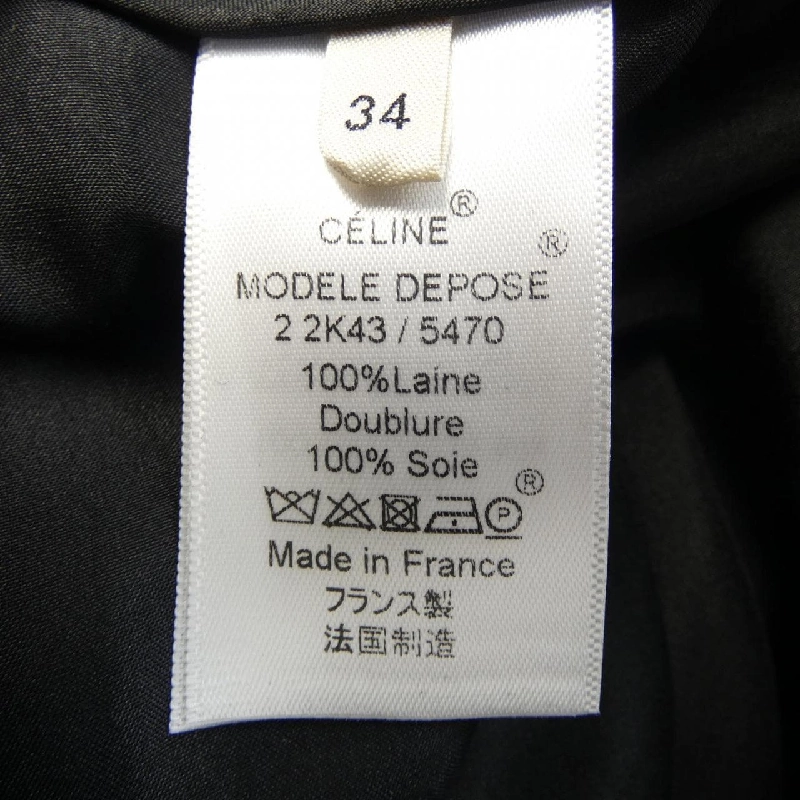 34
CÉLINE®
MODELE DEPOSE®
2 2K43 / 5470
100%Laine
Doublure
100% Soie
P®
Made in France
フランス製
法国制造